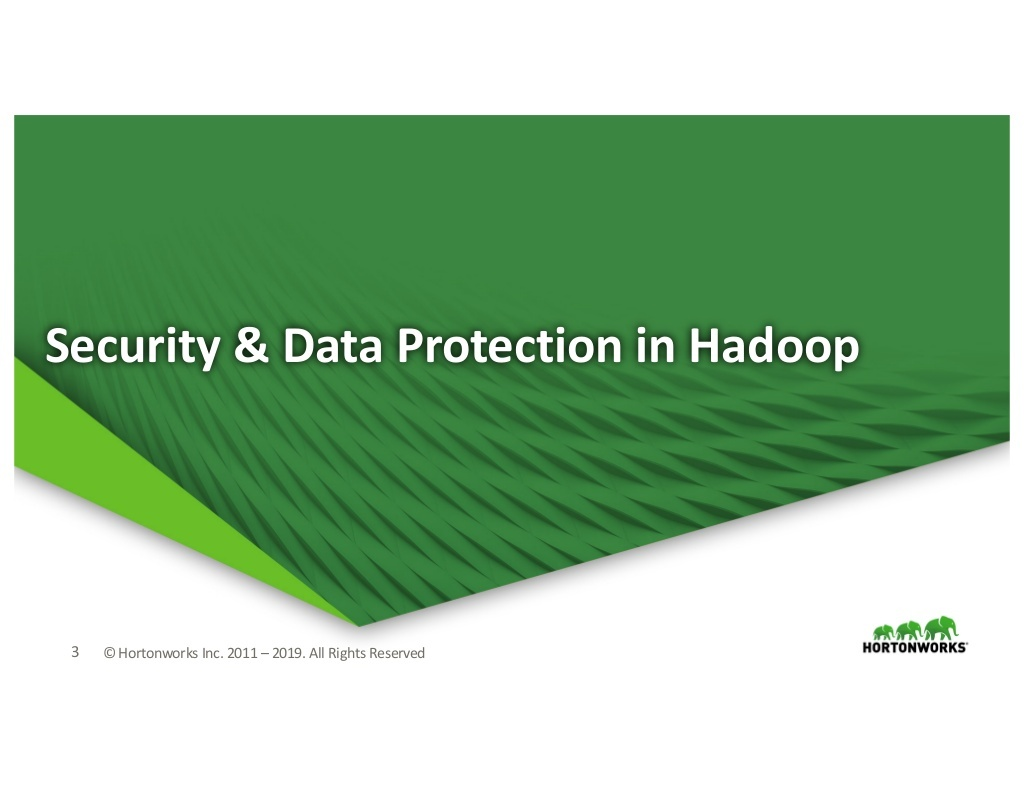 Security & Data Protection in Hadoop
3 © Hortonworks Inc. 2011 – 2019. All Rights Reserved
HORTONWORKS